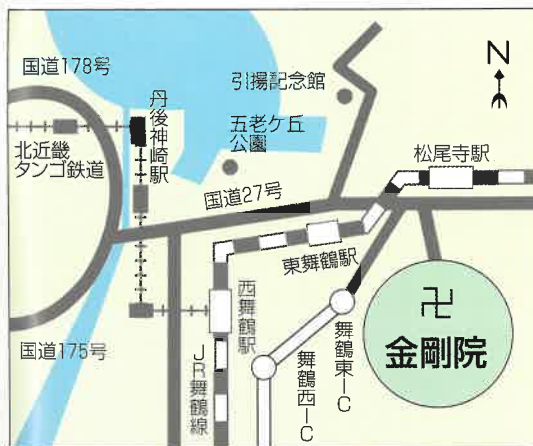 国道178号
引揚記念館
N
丹後神崎駅
五老ケ丘
公園
北近畿
タンゴ鉄道
松尾寺駅
国道27号
東舞鶴駅
卍
金剛院
西舞鶴駅
舞鶴東IC
国道175号
JR舞鶴線
舞鶴西IC